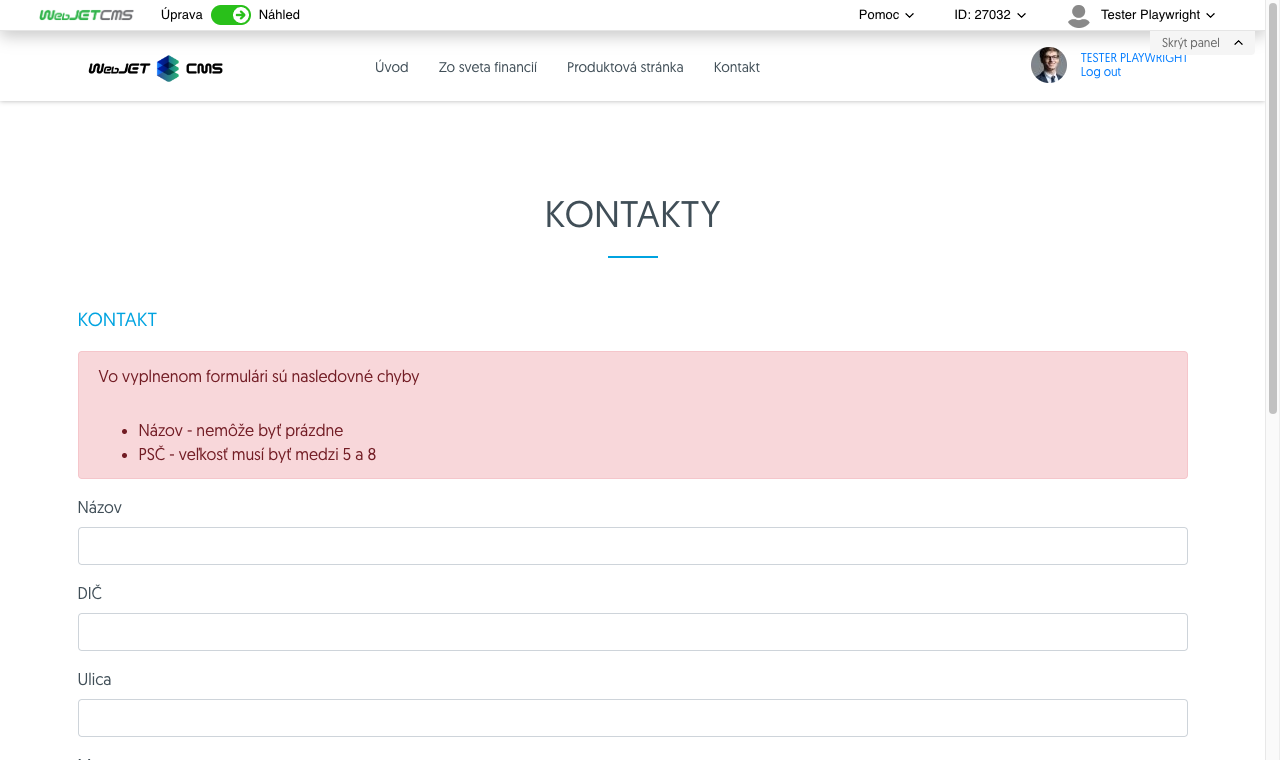 WebJETCMS Úprava Náhled Pomoc ID: 27032 Tester Playwright
Skrýt panel
WebJET CMS Úvod Zo sveta financií Produktová stránka Kontakt TESTER PLAYWRIGHT
Log out
KONTAKTY
KONTAKT
Vo vyplnenom formulári sú nasledovné chyby
Názov - nemôže byť prázdne
PSČ - veľkosť musí byť medzi 5 a 8
Názov
DIČ
Ulica